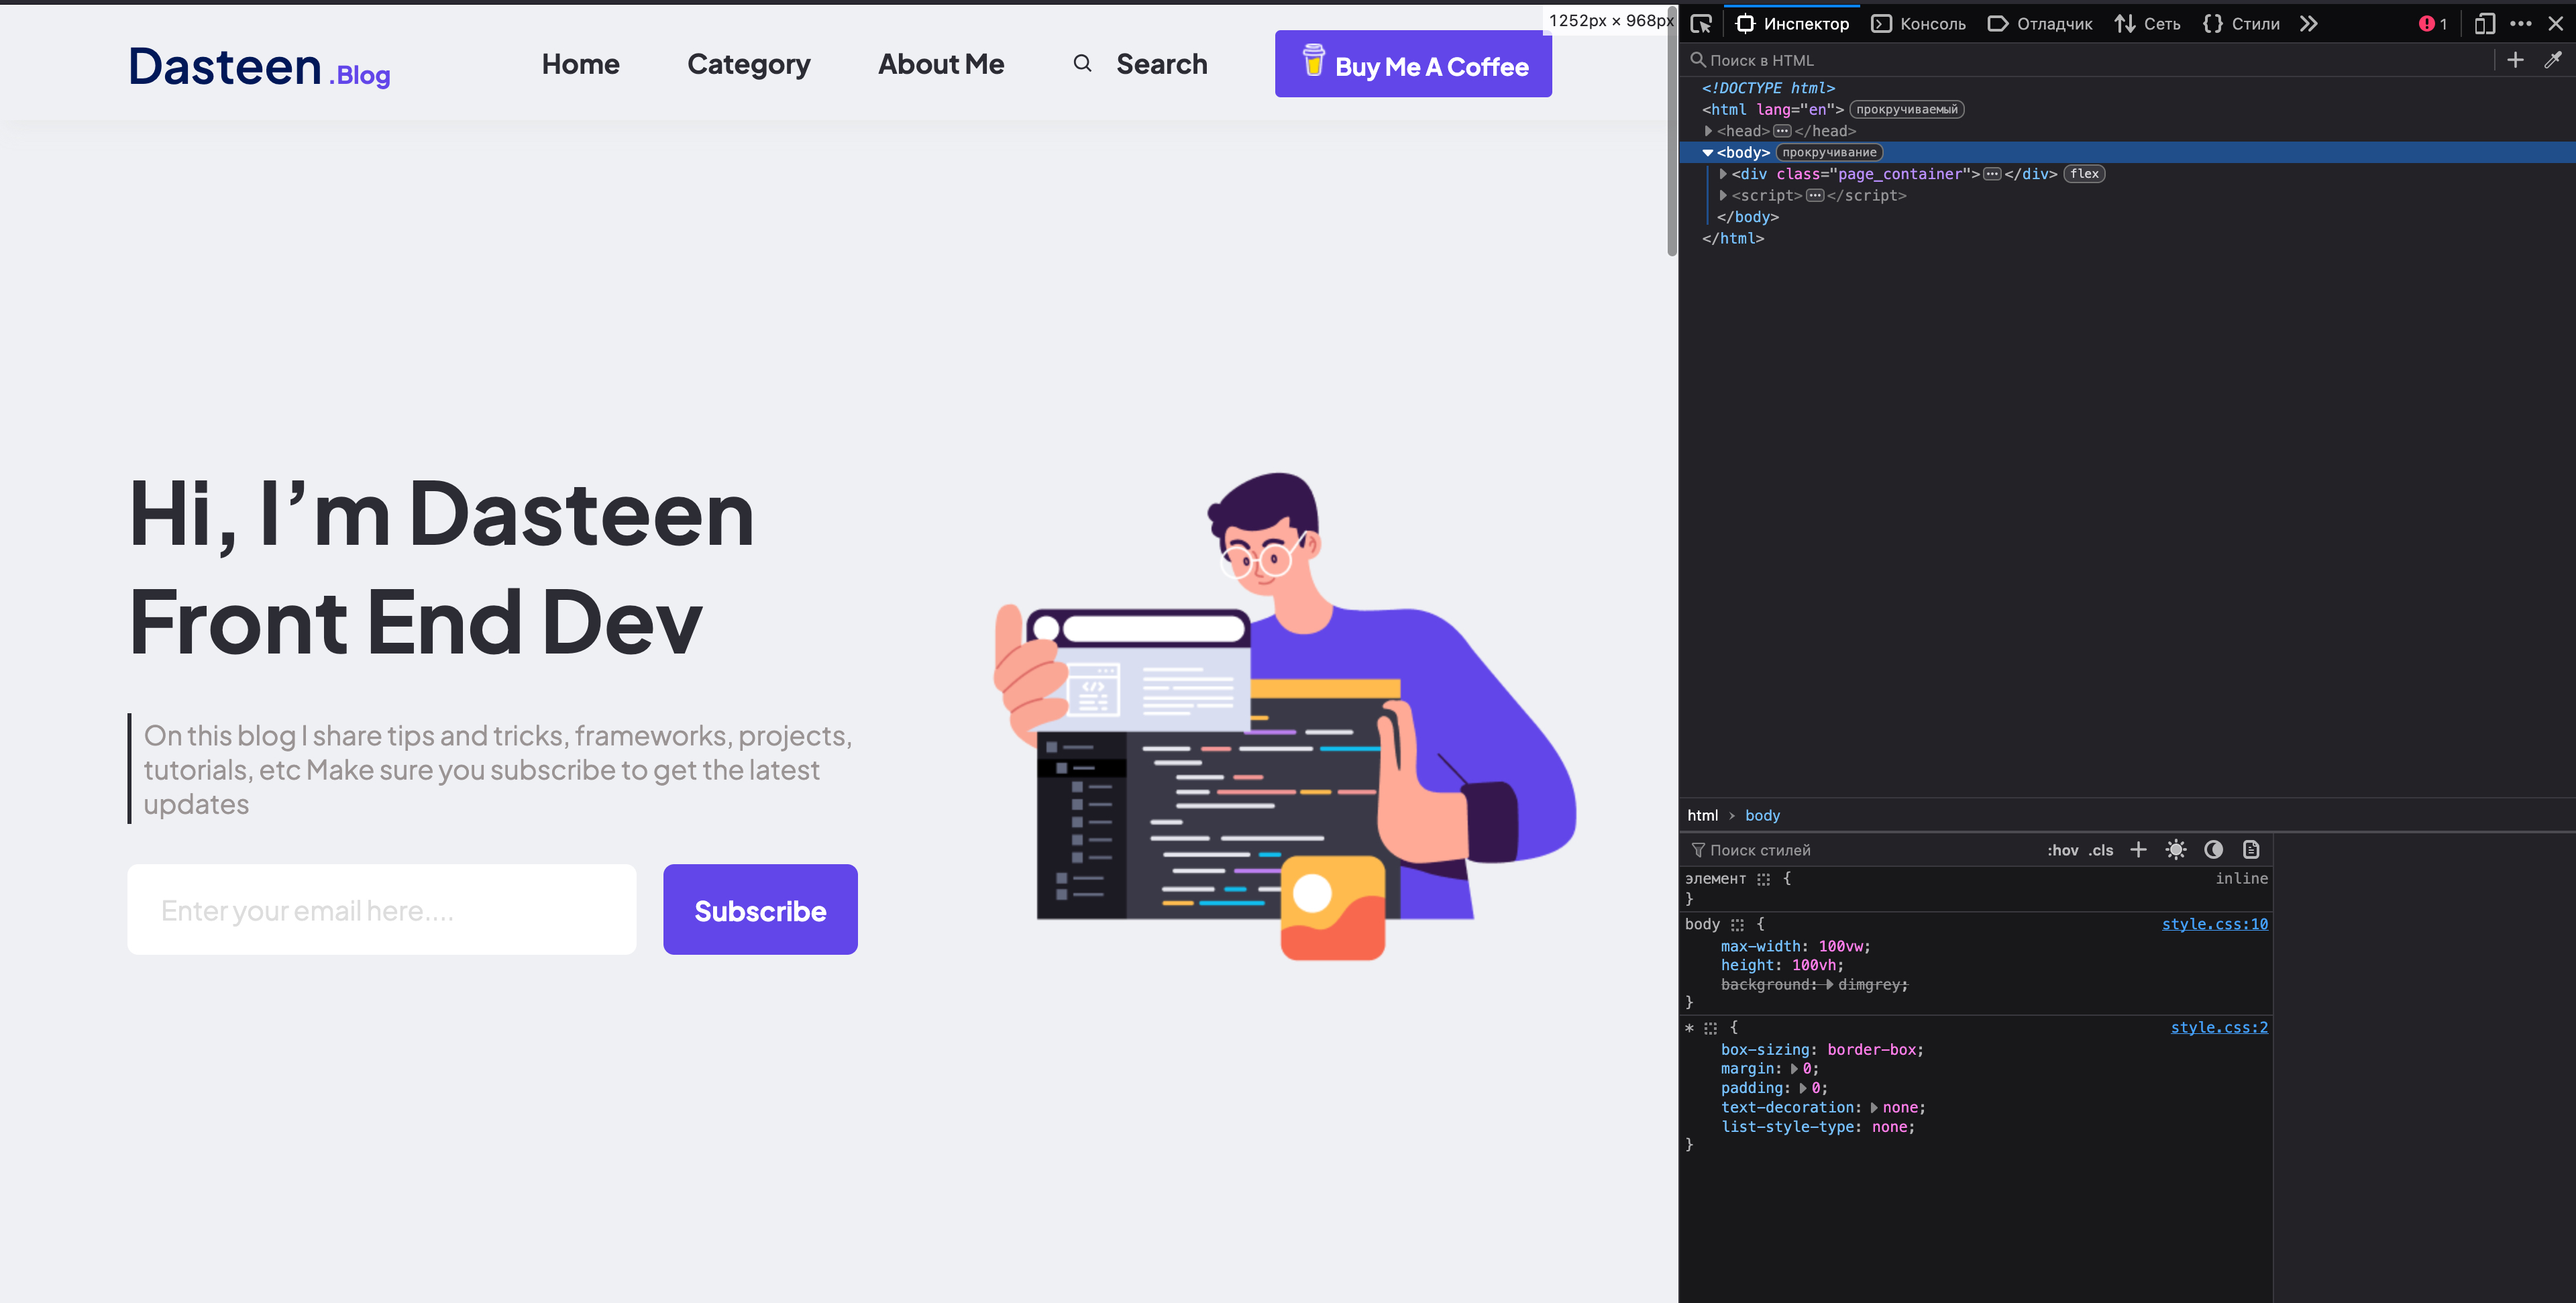 1252px × 968px
Dasteen .Blog
Home
Category
About Me
Search
Buy Me A Coffee
Hi, I’m Dasteen
Front End Dev
On this blog I share tips and tricks, frameworks, projects,
tutorials, etc Make sure you subscribe to get the latest
updates
Enter your email here....
Subscribe
Инспектор
Консоль
Отладчик
Сеть
{} Стили
1
Поиск в HTML
<!DOCTYPE html>
<html lang="en"> прокручиваемый
<head>…</head>
<body> прокручивание
<div class="page_container">…</div> flex
<script>…</script>
</body>
</html>
html › body
Поиск стилей
:hov .cls
элемент { inline
}
body { style.css:10
max-width: 100vw;
height: 100vh;
background: dimgrey;
}
* { style.css:2
box-sizing: border-box;
margin: 0;
padding: 0;
text-decoration: none;
list-style-type: none;
}